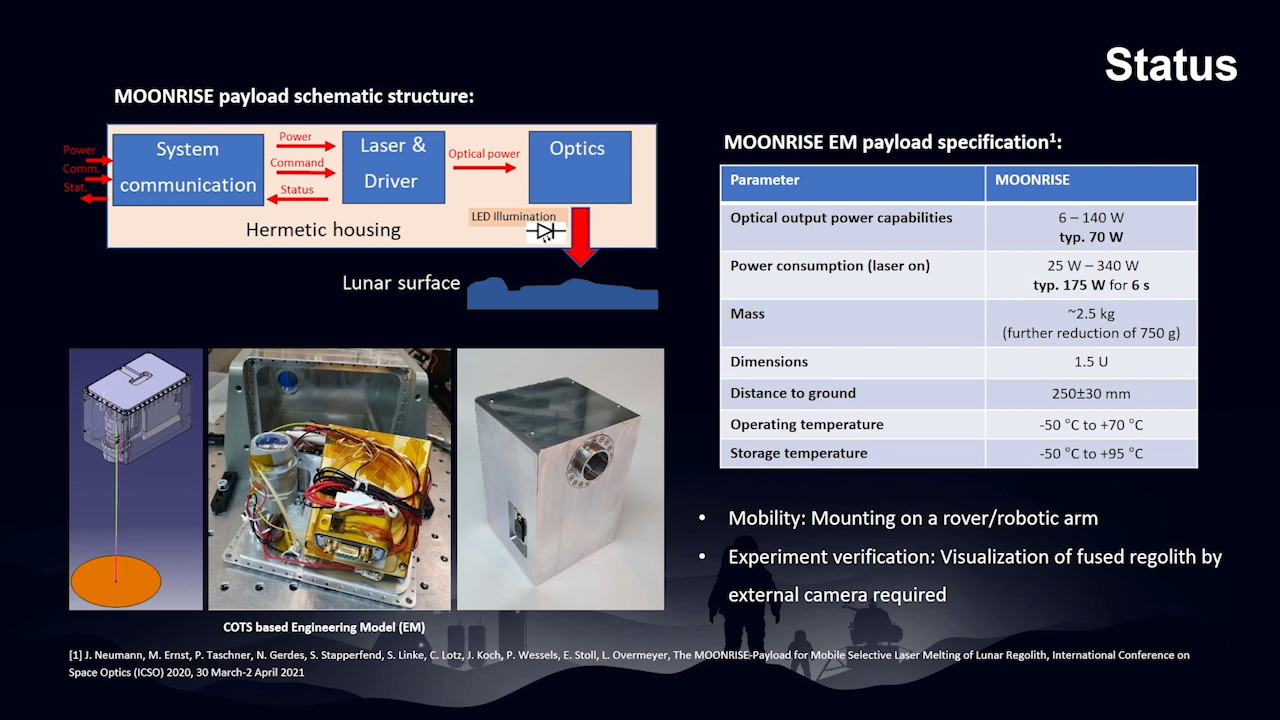 Status
MOONRISE payload schematic structure:
Power
Comm.
Stat.
System
communication
Power
Command
Status
Laser &
Driver
Optical power
Optics
LED Illumination
Hermetic housing
Lunar surface
COTS based Engineering Model (EM)
MOONRISE EM payload specification1:
Parameter MOONRISE
Optical output power capabilities 6 – 140 W
typ. 70 W
Power consumption (laser on) 25 W – 340 W
typ. 175 W for 6 s
Mass ~2.5 kg
(further reduction of 750 g)
Dimensions 1.5 U
Distance to ground 250±30 mm
Operating temperature -50 °C to +70 °C
Storage temperature -50 °C to +95 °C
• Mobility: Mounting on a rover/robotic arm
• Experiment verification: Visualization of fused regolith by
external camera required
[1] J. Neumann, M. Ernst, P. Taschner, N. Gerdes, S. Stapperfend, S. Linke, C. Lotz, J. Koch, P. Wessels, E. Stoll, L. Overmeyer, The MOONRISE-Payload for Mobile Selective Laser Melting of Lunar Regolith, International Conference on
Space Optics (ICSO) 2020, 30 March-2 April 2021